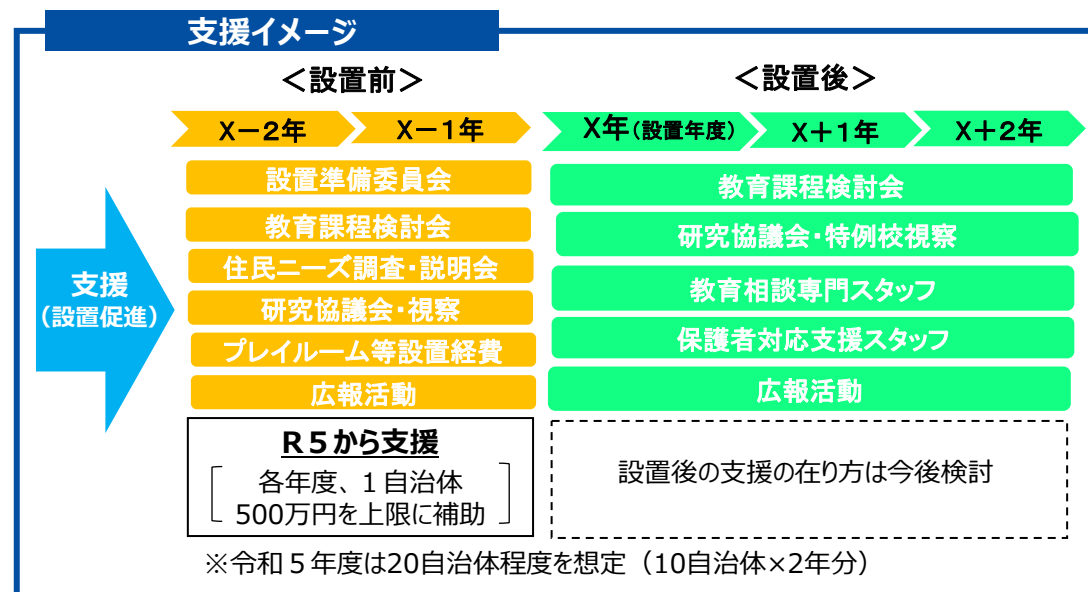 支援イメージ
＜設置前＞
＜設置後＞
X－2年
X－1年
X年(設置年度)
X＋1年
X＋2年
支援
（設置促進）
設置準備委員会
教育課程検討会
住民ニーズ調査・説明会
研究協議会・視察
プレイルーム等設置経費
広報活動
教育課程検討会
研究協議会・特例校視察
教育相談専門スタッフ
保護者対応支援スタッフ
広報活動
Ｒ５から支援
各年度、１自治体
500万円を上限に補助
設置後の支援の在り方は今後検討
※令和５年度は20自治体程度を想定（10自治体×2年分）